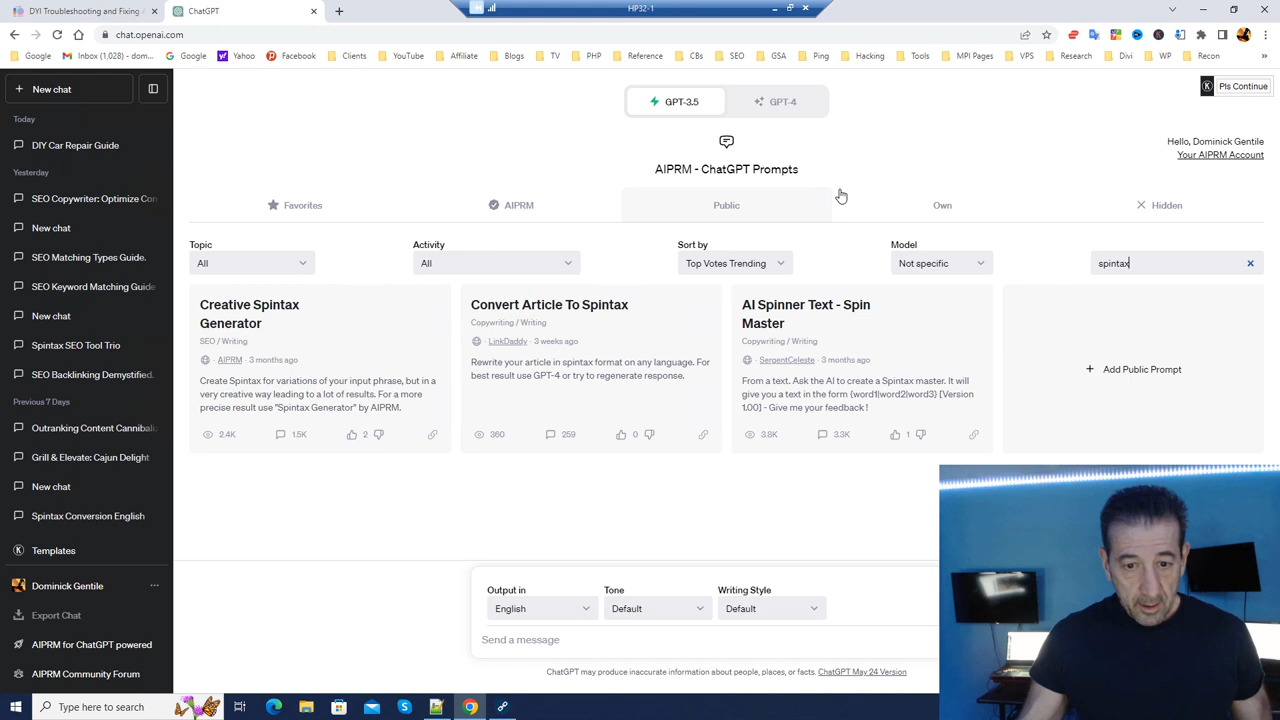 DYI Troubleshooting and Fixing A
ChatGPT
HP32-1
chat.openai.com
Google
Inbox (1,028) - dom...
Google
Yahoo
Facebook
Clients
YouTube
Affiliate
Blogs
TV
PHP
Reference
CBs
SEO
GSA
Ping
Hacking
Tools
MPI Pages
VPS
Research
Divi
WP
Recon
New chat
Today
DIY Car Repair Guide
Yesterday
SEO Copywriter: Optimize Con
New chat
SEO Matching Types Guide.
SEO Keyword Matching Guide
New chat
Spintax SEO Tool Trio
SEO Backlinking Demystified.
Previous 7 Days
Outranking Content Cannibaliz
Grill & Elevate: Cajun Delight
New chat
Spintax Conversion English
Templates
Dominick Gentile
Export Chat
AIPRM for ChatGPT powered
AIPRM Community Forum
GPT-3.5
GPT-4
Pls Continue
Hello, Dominick Gentile
Your AIPRM Account
AIPRM - ChatGPT Prompts
Favorites
AIPRM
Public
Own
Hidden
Topic
All
Activity
All
Sort by
Top Votes Trending
Model
Not specific
spintax
Creative Spintax
Generator
SEO / Writing
· AIPRM · 3 months ago
Create Spintax for variations of your input phrase, but in a
very creative way leading to a lot of results. For a more
precise result use "Spintax Generator" by AIPRM.
2.4K
1.5K
2
Convert Article To Spintax
Copywriting / Writing
· LinkDaddy · 3 weeks ago
Rewrite your article in spintax format on any language. For
best result use GPT-4 or try to regenerate response.
360
259
0
AI Spinner Text - Spin
Master
Copywriting / Writing
· SergentCeleste · 3 months ago
From a text. Ask the AI to create a Spintax master. It will
give you a text in the form {word1|word2|word3} [Version
1.00] - Give me your feedback !
3.8K
3.3K
1
+ Add Public Prompt
Output in
English
Tone
Default
Writing Style
Default
Send a message
ChatGPT may produce inaccurate information about people, places, or facts. ChatGPT May 24 Version
Type here to search